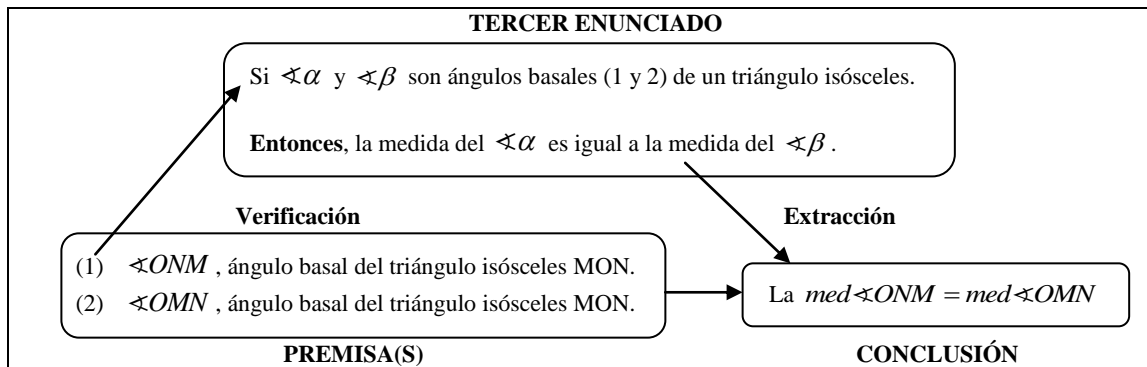 TERCER ENUNCIADO
Si ∢α y ∢β son ángulos basales (1 y 2) de un triángulo isósceles.
Entonces, la medida del ∢α es igual a la medida del ∢β.
Verificación
Extracción
(1) ∢ONM, ángulo basal del triángulo isósceles MON.
(2) ∢OMN, ángulo basal del triángulo isósceles MON.
La med∢ONM = med∢OMN
PREMISA(S)
CONCLUSIÓN